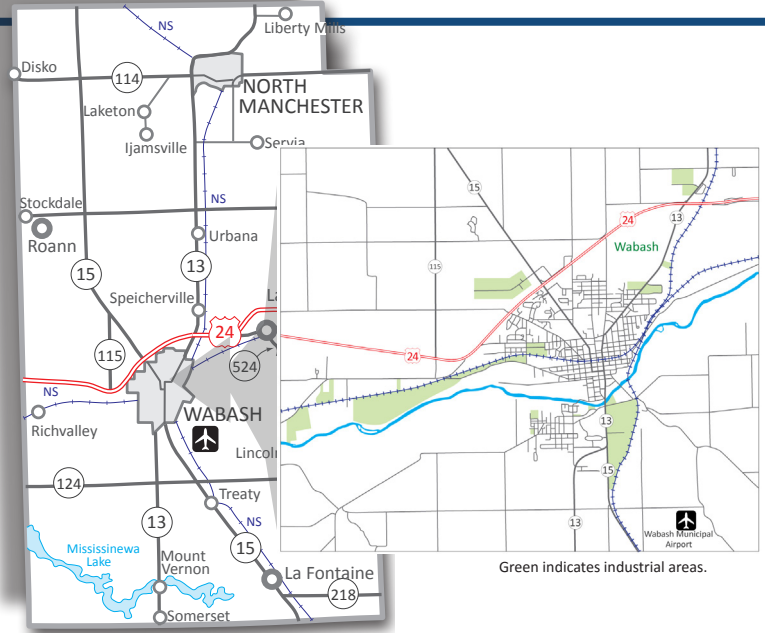 NS
Liberty Mills
Disko
114
NORTH
MANCHESTER
Laketon
Ijamsville
Servia
NS
Stockdale
Roann
Urbana
15
13
Speicherville
24
115
524
NS
WABASH
Richvalley
124
Treaty
13
NS
15
Mississinewa
Lake
Mount
Vernon
La Fontaine
218
Somerset
15
24
13
Wabash
115
24
13
15
13
Wabash Municipal
Airport
Green indicates industrial areas.